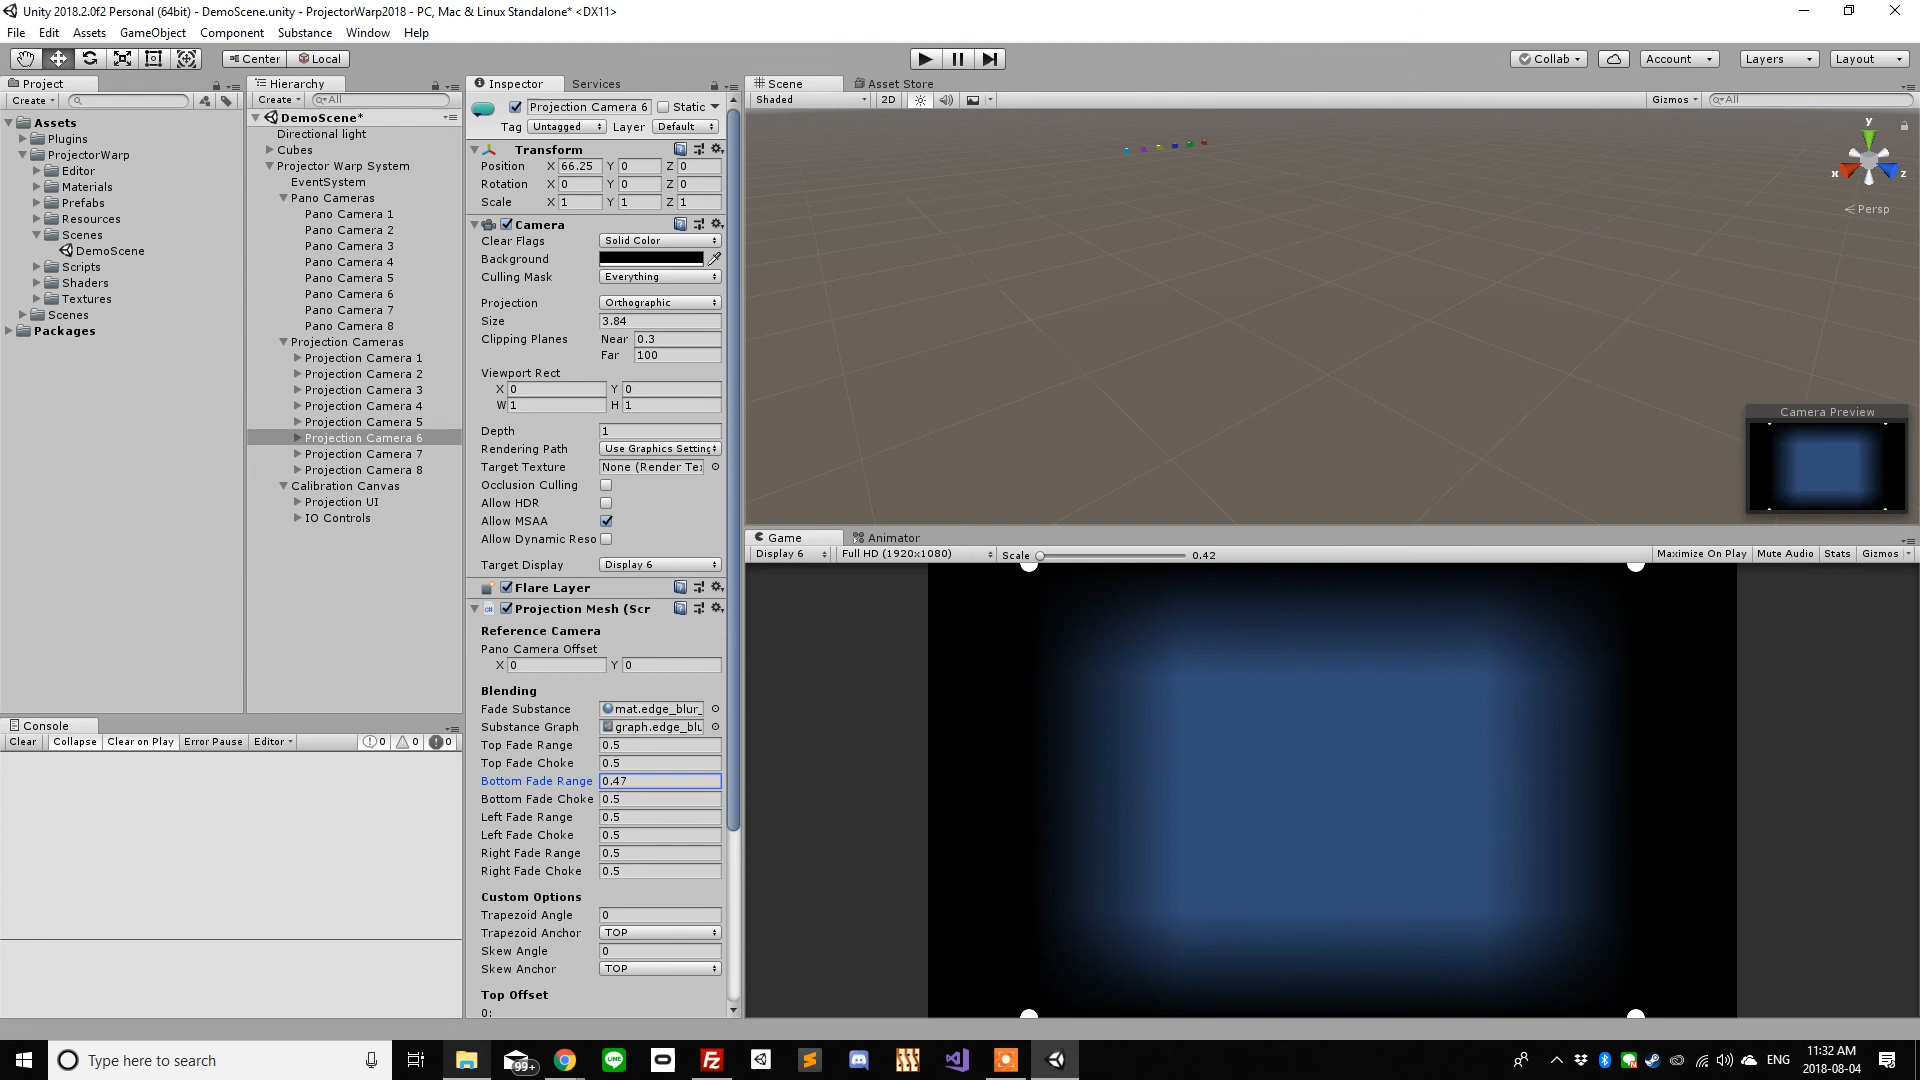 Unity 2018.2.0f2 Personal (64bit) - DemoScene.unity - ProjectorWarp2018 - PC, Mac & Linux Standalone* <DX11>
File Edit Assets GameObject Component Substance Window Help
Center Local Collab Account Layers Layout
Project
Create
Assets
Plugins
ProjectorWarp
Editor
Materials
Prefabs
Resources
Scenes
DemoScene
Scripts
Shaders
Textures
Scenes
Packages
Hierarchy
Create All
DemoScene*
Directional light
Cubes
Projector Warp System
EventSystem
Pano Cameras
Pano Camera 1
Pano Camera 2
Pano Camera 3
Pano Camera 4
Pano Camera 5
Pano Camera 6
Pano Camera 7
Pano Camera 8
Projection Cameras
Projection Camera 1
Projection Camera 2
Projection Camera 3
Projection Camera 4
Projection Camera 5
Projection Camera 6
Projection Camera 7
Projection Camera 8
Calibration Canvas
Projection UI
IO Controls
Inspector Services
Projection Camera 6 Static
Tag Untagged Layer Default
Transform
Position X 66.25 Y 0 Z 0
Rotation X 0 Y 0 Z 0
Scale X 1 Y 1 Z 1
Camera
Clear Flags Solid Color
Background
Culling Mask Everything
Projection Orthographic
Size 3.84
Clipping Planes Near 0.3
Far 100
Viewport Rect
X 0 Y 0
W 1 H 1
Depth 1
Rendering Path Use Graphics Setting
Target Texture None (Render Te
Occlusion Culling
Allow HDR
Allow MSAA
Allow Dynamic Reso
Target Display Display 6
Flare Layer
Projection Mesh (Scr
Reference Camera
Pano Camera Offset
X 0 Y 0
Blending
Fade Substance mat.edge_blur_
Substance Graph graph.edge_blu
Top Fade Range 0.5
Top Fade Choke 0.5
Bottom Fade Range 0.47
Bottom Fade Choke 0.5
Left Fade Range 0.5
Left Fade Choke 0.5
Right Fade Range 0.5
Right Fade Choke 0.5
Custom Options
Trapezoid Angle 0
Trapezoid Anchor TOP
Skew Angle 0
Skew Anchor TOP
Top Offset
0:
Scene Asset Store
Shaded 2D Gizmos All
y
x z
Persp
Camera Preview
Game Animator
Display 6 Full HD (1920x1080) Scale 0.42 Maximize On Play Mute Audio Stats Gizmos
Console
Clear Collapse Clear on Play Error Pause Editor 0 0 0
Type here to search 99+ LINE ENG 11:32 AM
2018-08-04